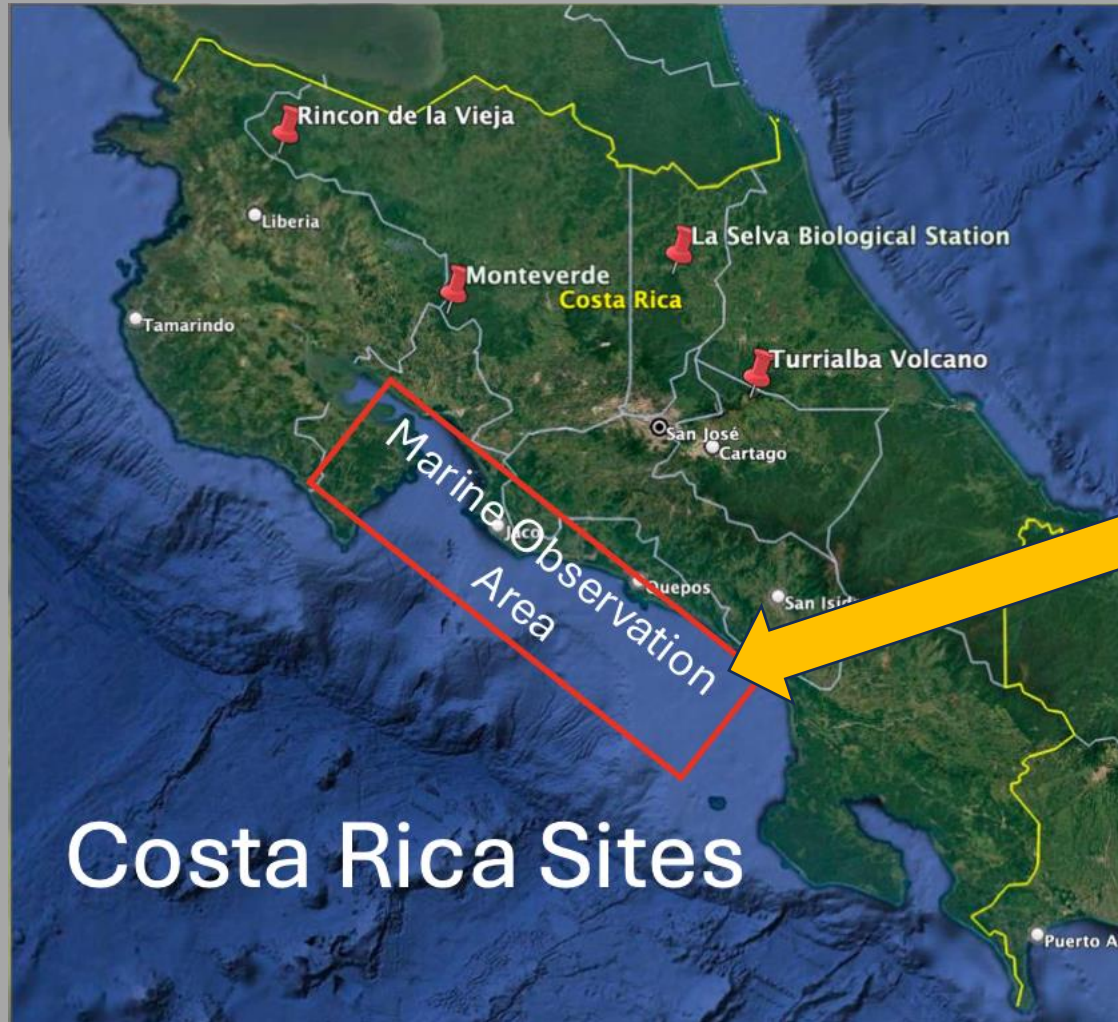 Rincon de la Vieja
Liberia
La Selva Biological Station
Monteverde
Costa Rica
Tamarindo
Turrialba Volcano
San José
Cartago
Marine Observation
Area
Jaco
Quepos
San Isid
Costa Rica Sites
Puerto A